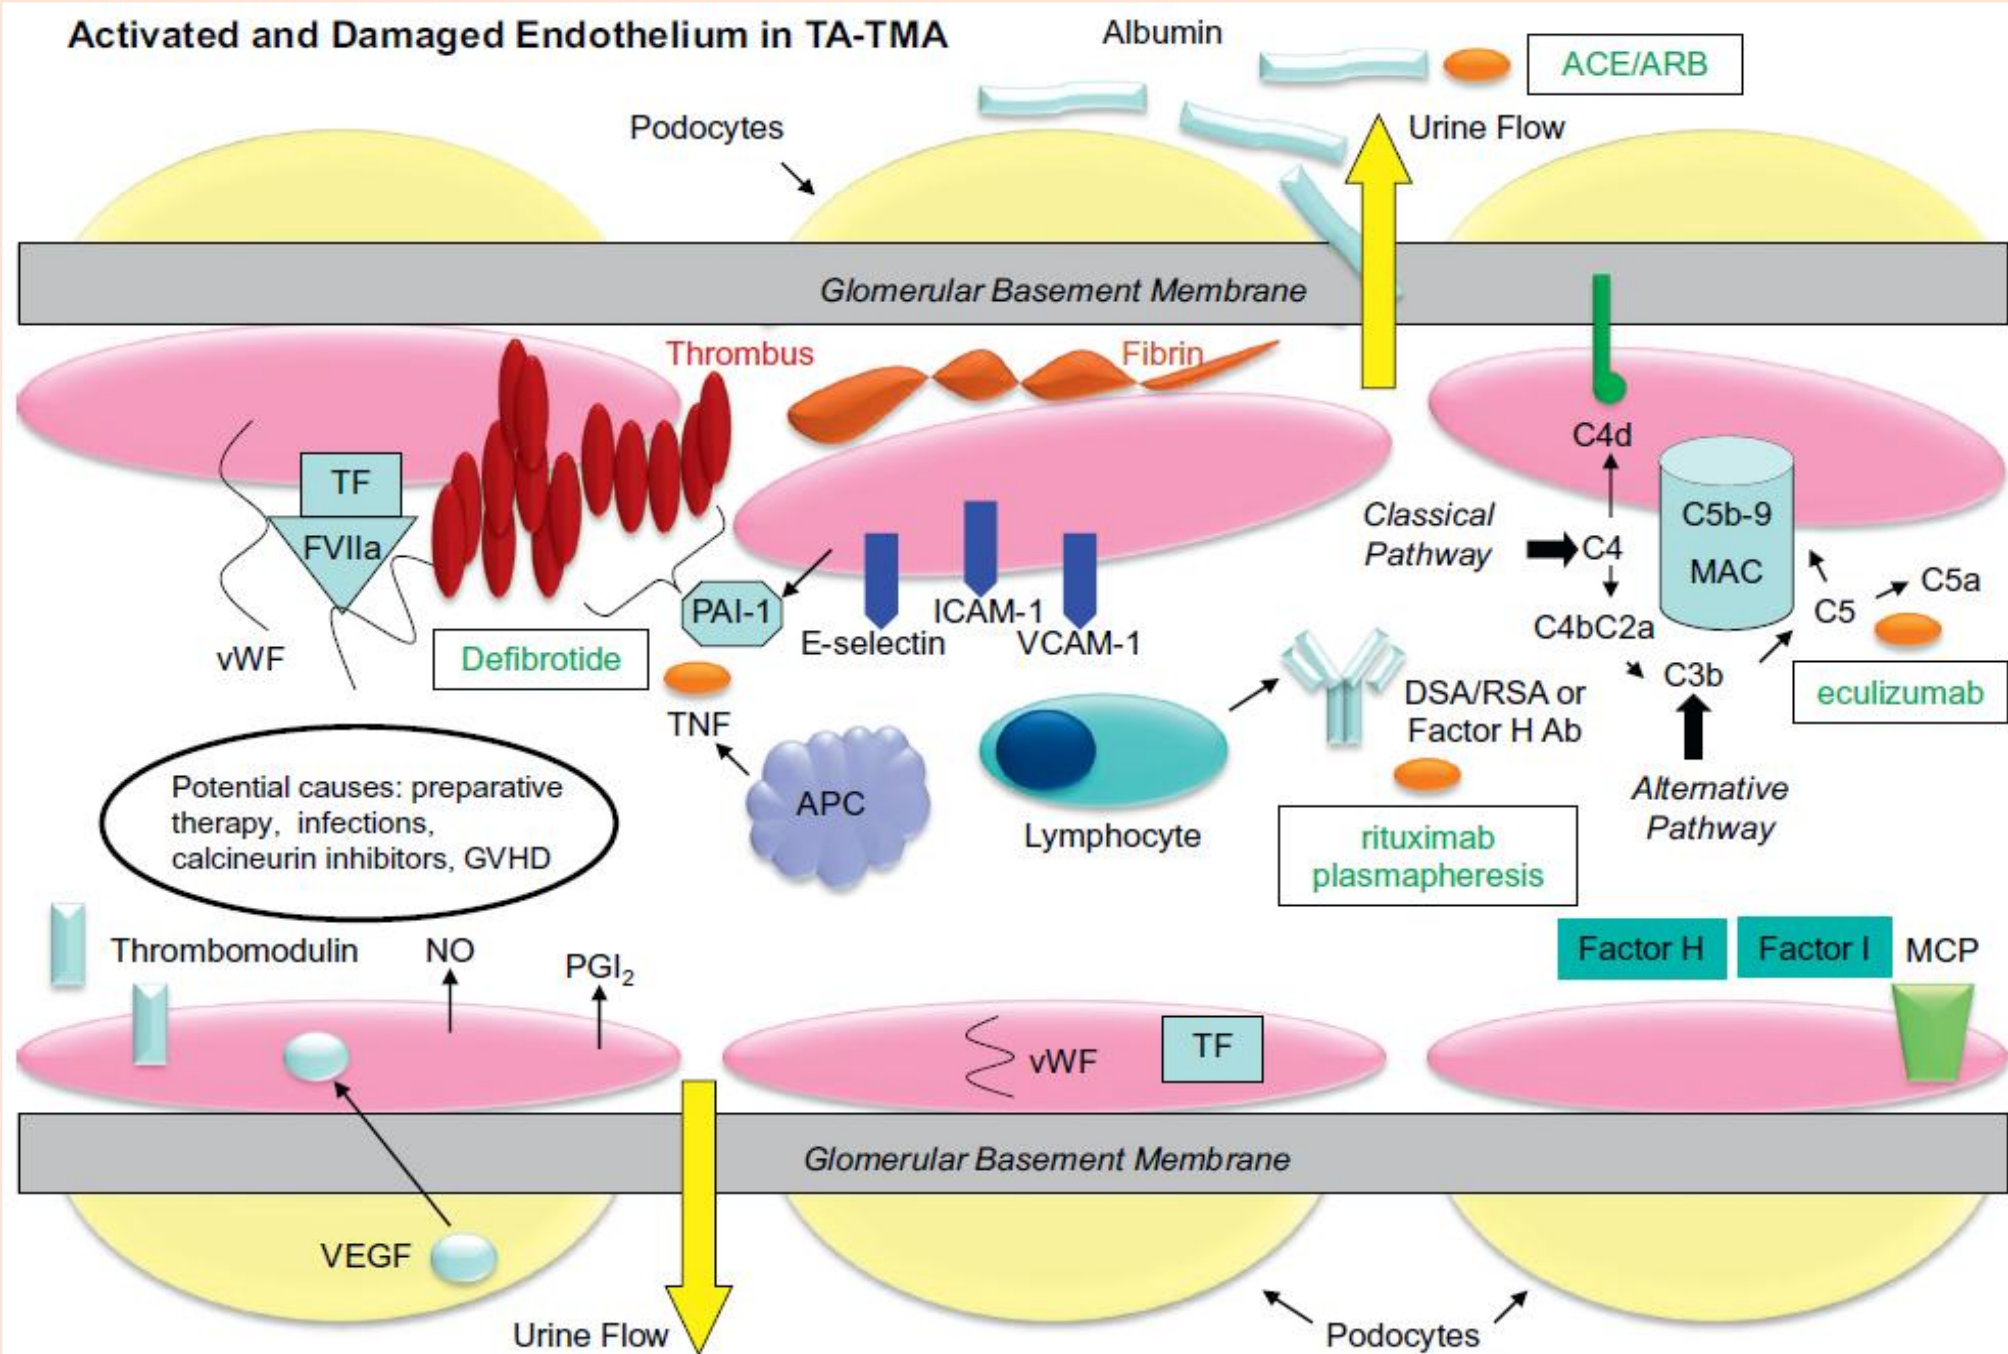 Activated and Damaged Endothelium in TA-TMA
Albumin
ACE/ARB
Podocytes
Urine Flow
Glomerular Basement Membrane
Thrombus
Fibrin
TF
FVIIa
vWF
Defibrotide
PAI-1
TNF
APC
E-selectin
ICAM-1
VCAM-1
Lymphocyte
DSA/RSA or
Factor H Ab
rituximab
plasmapheresis
Classical
Pathway
C4d
C4
C4bC2a
C3b
C5b-9
MAC
C5
C5a
eculizumab
Alternative
Pathway
Potential causes: preparative
therapy, infections,
calcineurin inhibitors, GVHD
Thrombomodulin
NO
PGI₂
vWF
TF
Factor H
Factor I
MCP
Glomerular Basement Membrane
VEGF
Urine Flow
Podocytes